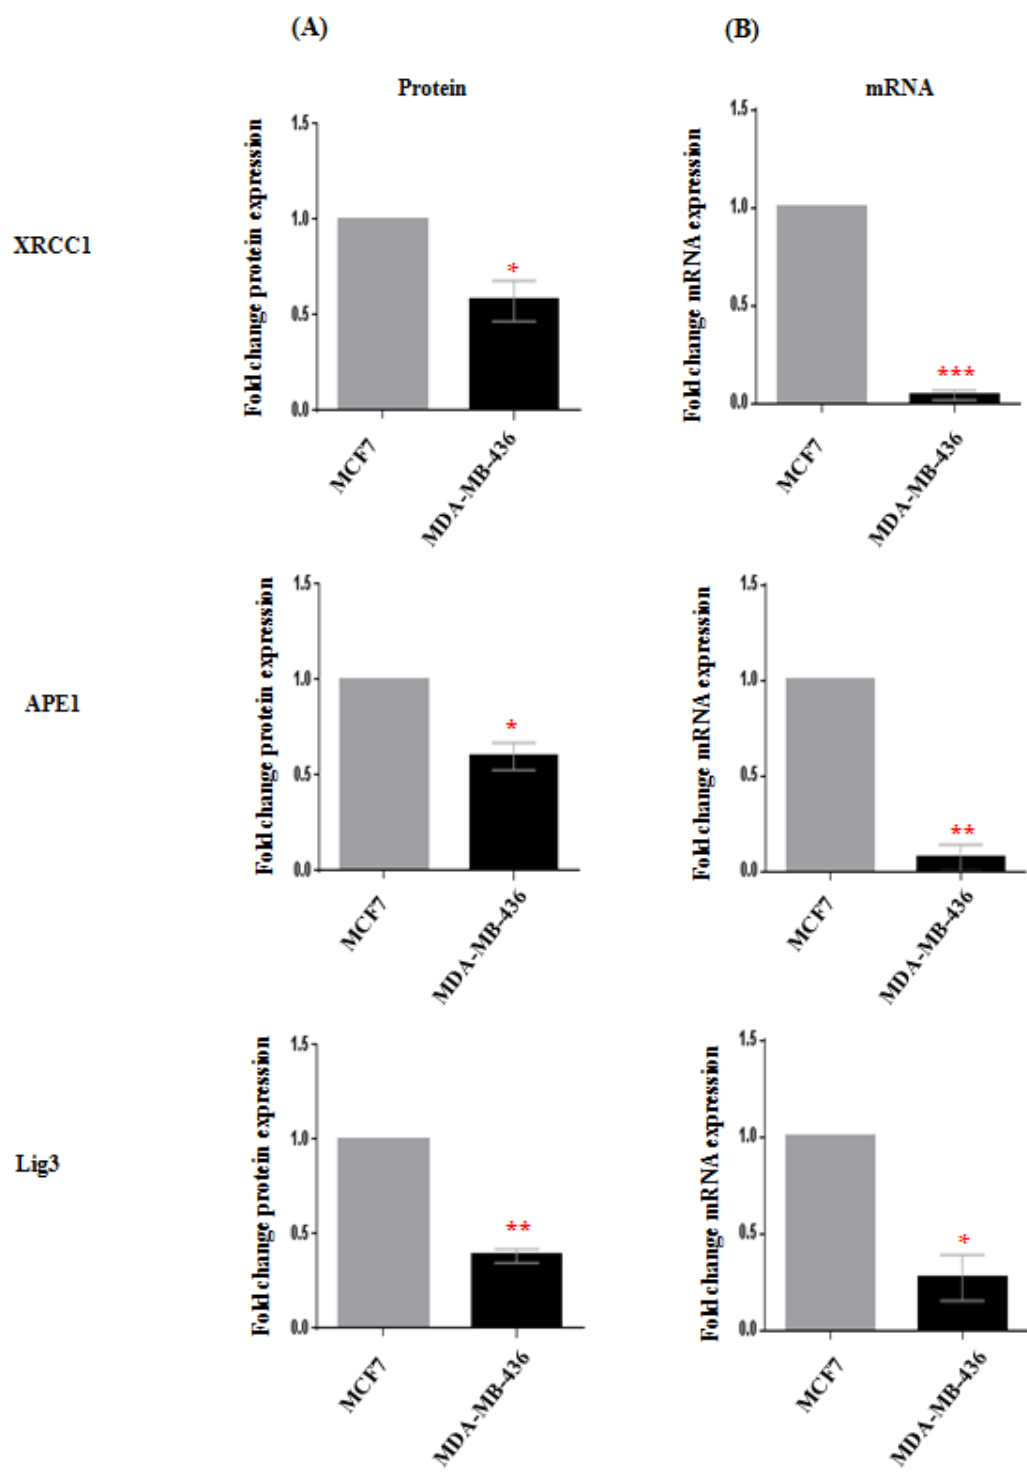 (A)
(B)
Protein
mRNA
XRCC1
Fold change protein expression
1.5
1.0
0.5
0.0
*
MCF7
MDA-MB-436
Fold change mRNA expression
1.5
1.0
0.5
0.0
***
MCF7
MDA-MB-436
APE1
Fold change protein expression
1.5
1.0
0.5
0.0
*
MCF7
MDA-MB-436
Fold change mRNA expression
1.5
1.0
0.5
0.0
**
MCF7
MDA-MB-436
Lig3
Fold change protein expression
1.5
1.0
0.5
0.0
**
MCF7
MDA-MB-436
Fold change mRNA expression
1.5
1.0
0.5
0.0
*
MCF7
MDA-MB-436